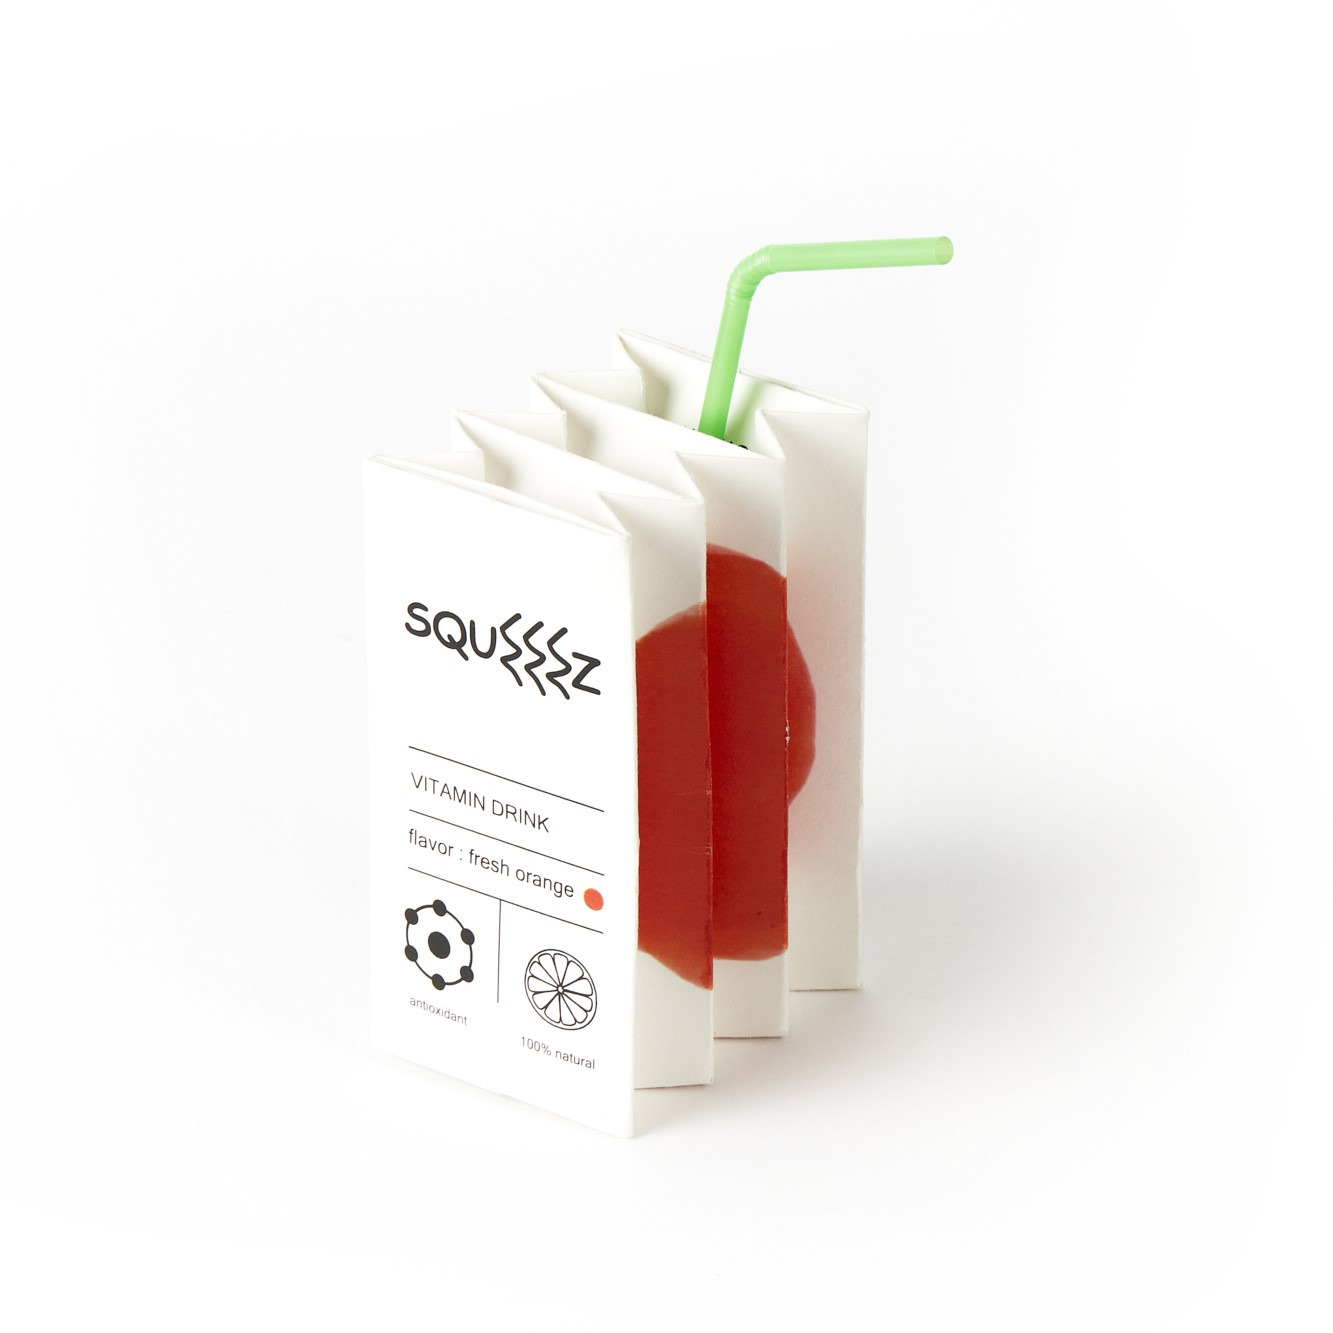 SQUEEEZ
VITAMIN DRINK
flavor : fresh orange
antioxidant
100% natural